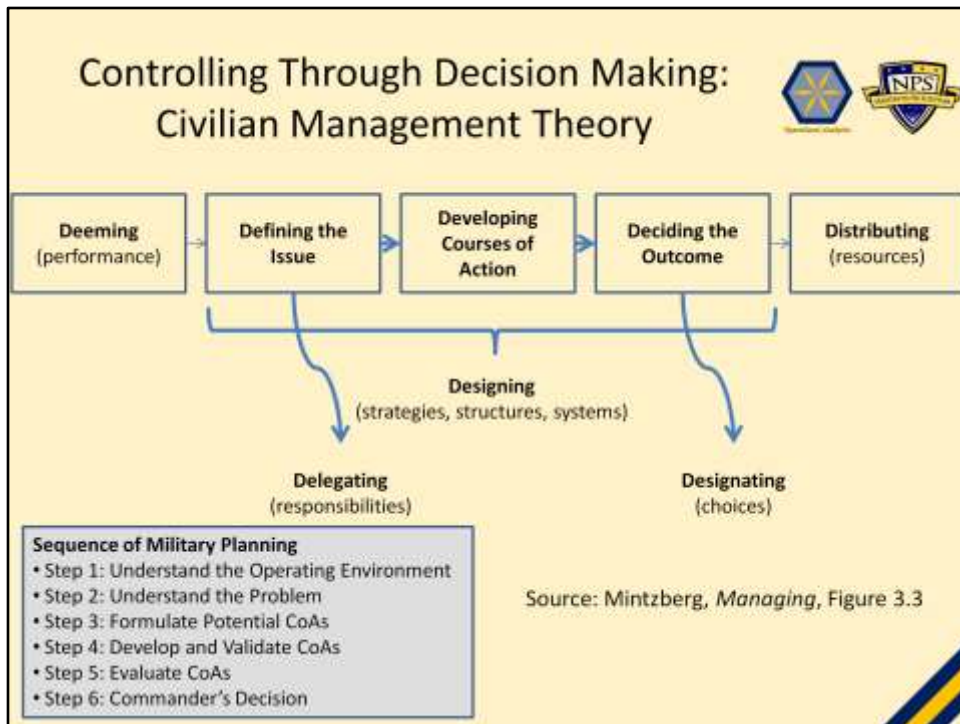 Controlling Through Decision Making:
Civilian Management Theory
NPS
Deeming
(performance)
Defining the
Issue
Developing
Courses of
Action
Deciding the
Outcome
Distributing
(resources)
Designing
(strategies, structures, systems)
Delegating
(responsibilities)
Designating
(choices)
Sequence of Military Planning
• Step 1: Understand the Operating Environment
• Step 2: Understand the Problem
• Step 3: Formulate Potential CoAs
• Step 4: Develop and Validate CoAs
• Step 5: Evaluate CoAs
• Step 6: Commander's Decision
Source: Mintzberg, Managing, Figure 3.3